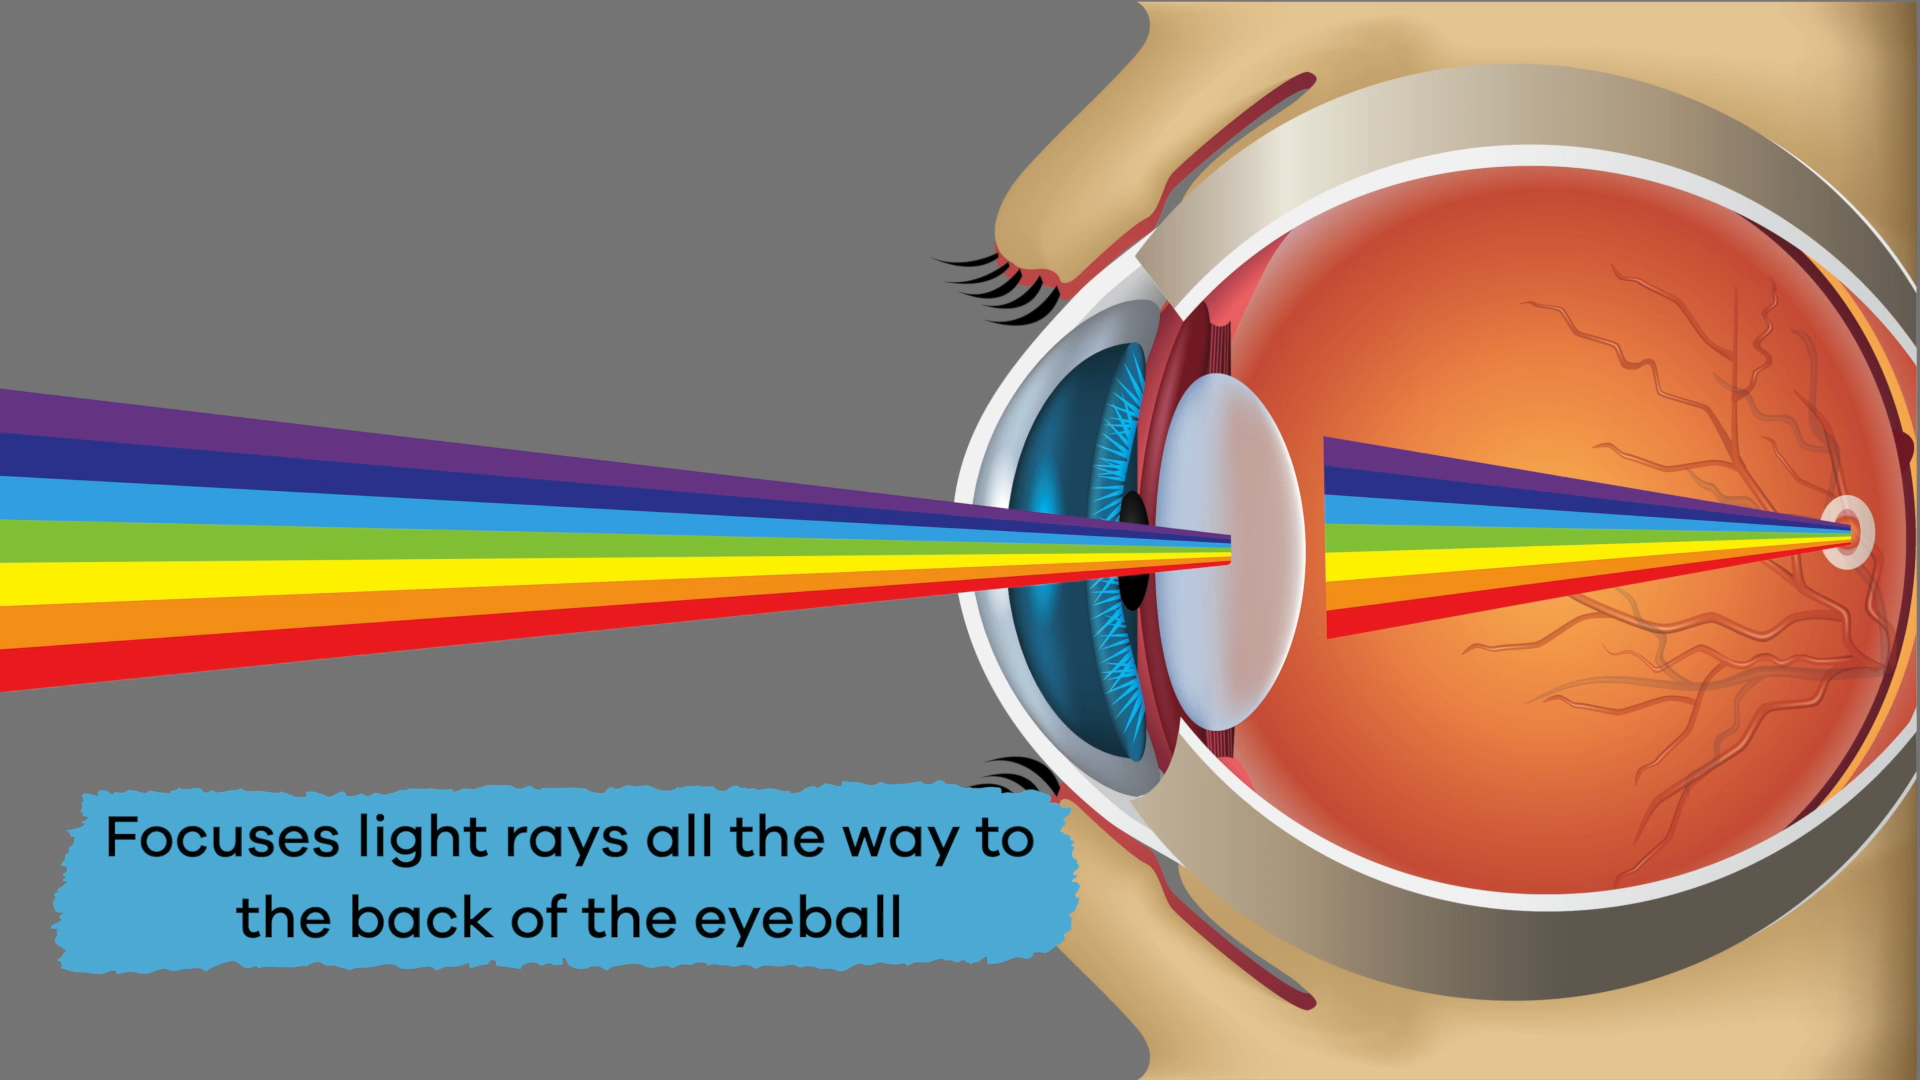 Focuses light rays all the way to
the back of the eyeball